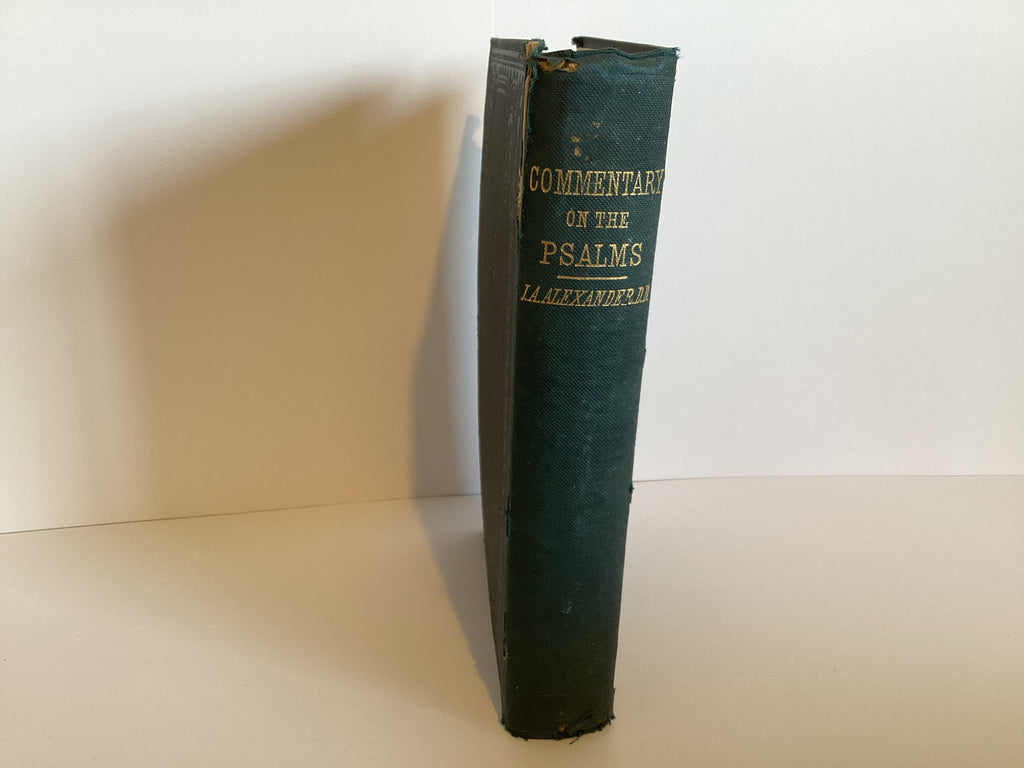 COMMENTARY
ON THE
PSALMS
J.A. ALEXANDER. D.D.